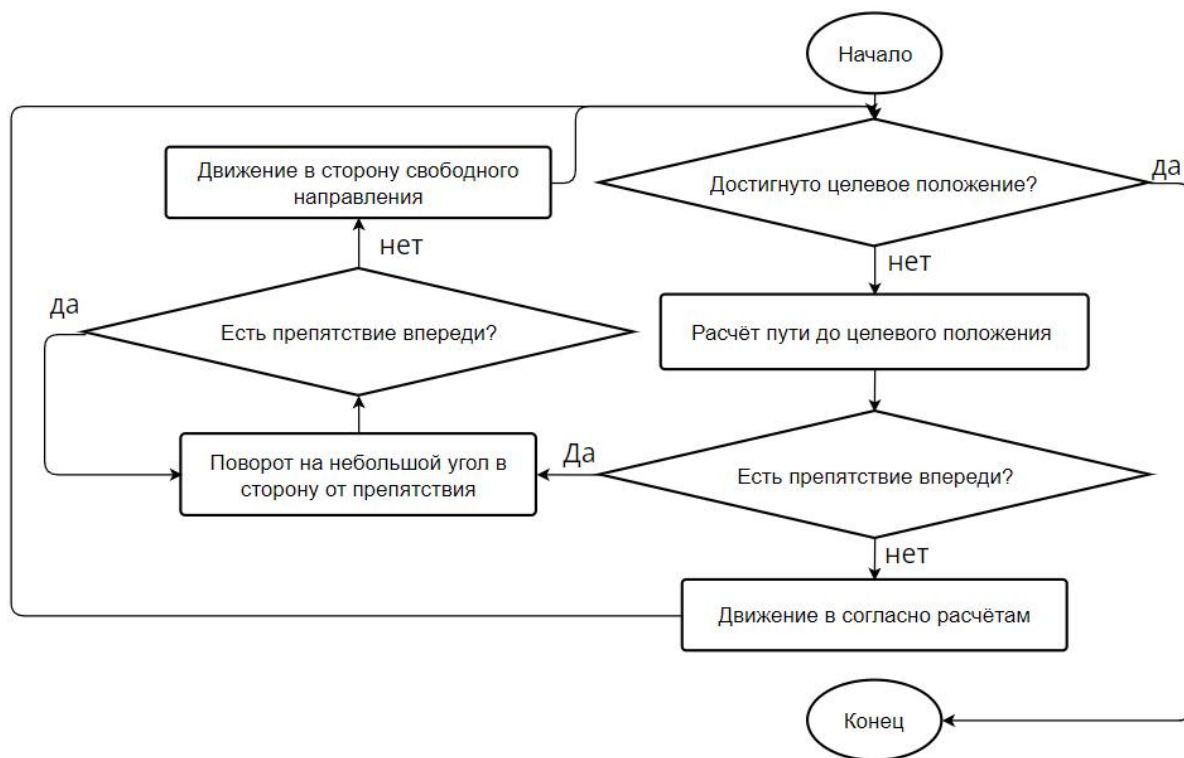 Начало
Достигнуто целевое положение?
да
нет
Расчёт пути до целевого положения
Есть препятствие впереди?
нет
Движение в согласно расчётам
Да
Поворот на небольшой угол в
сторону от препятствия
Есть препятствие впереди?
да
нет
Движение в сторону свободного
направления
Конец